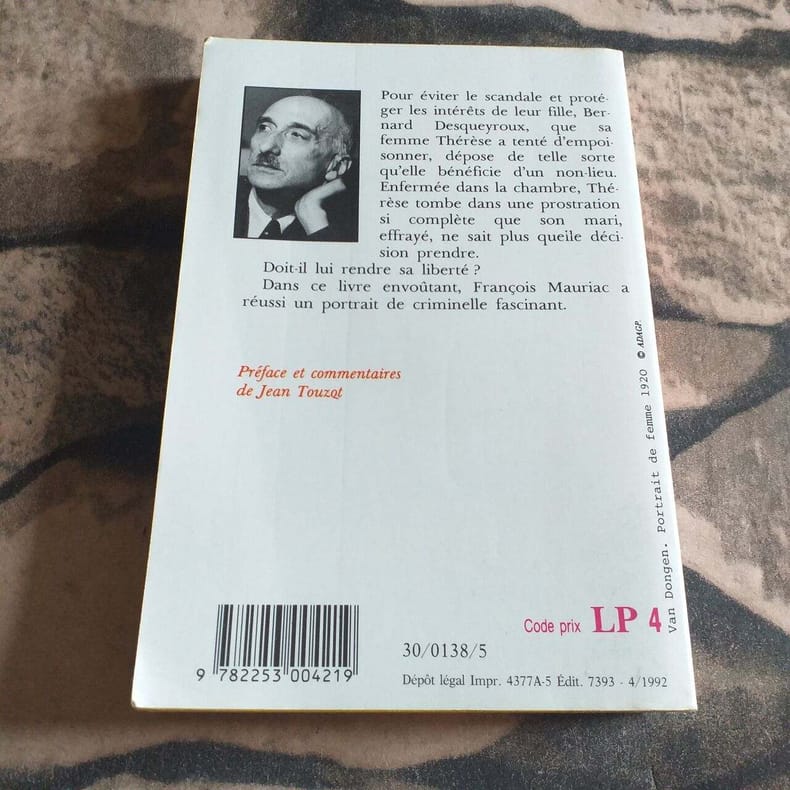 Pour éviter le scandale et proté-
ger les intérêts de leur fille, Ber-
nard Desqueyroux, que sa
femme Thérèse a tenté d'empoi-
sonner, dépose de telle sorte
qu'elle bénéficie d'un non-lieu.
Enfermée dans la chambre, Thé-
rèse tombe dans une prostration
si complète que son mari,
effrayé, ne sait plus quelle déci-
sion prendre.
Doit-il lui rendre sa liberté ?
Dans ce livre envoûtant, François Mauriac a
réussi un portrait de criminelle fascinant.
Préface et commentaires
de Jean Touzot
Van Dongen. Portrait de femme 1920 © ADAGP.
Code prix LP 4
30/0138/5
9 782253 004219
Dépôt légal Impr. 4377A-5 Édit. 7393 - 4/1992